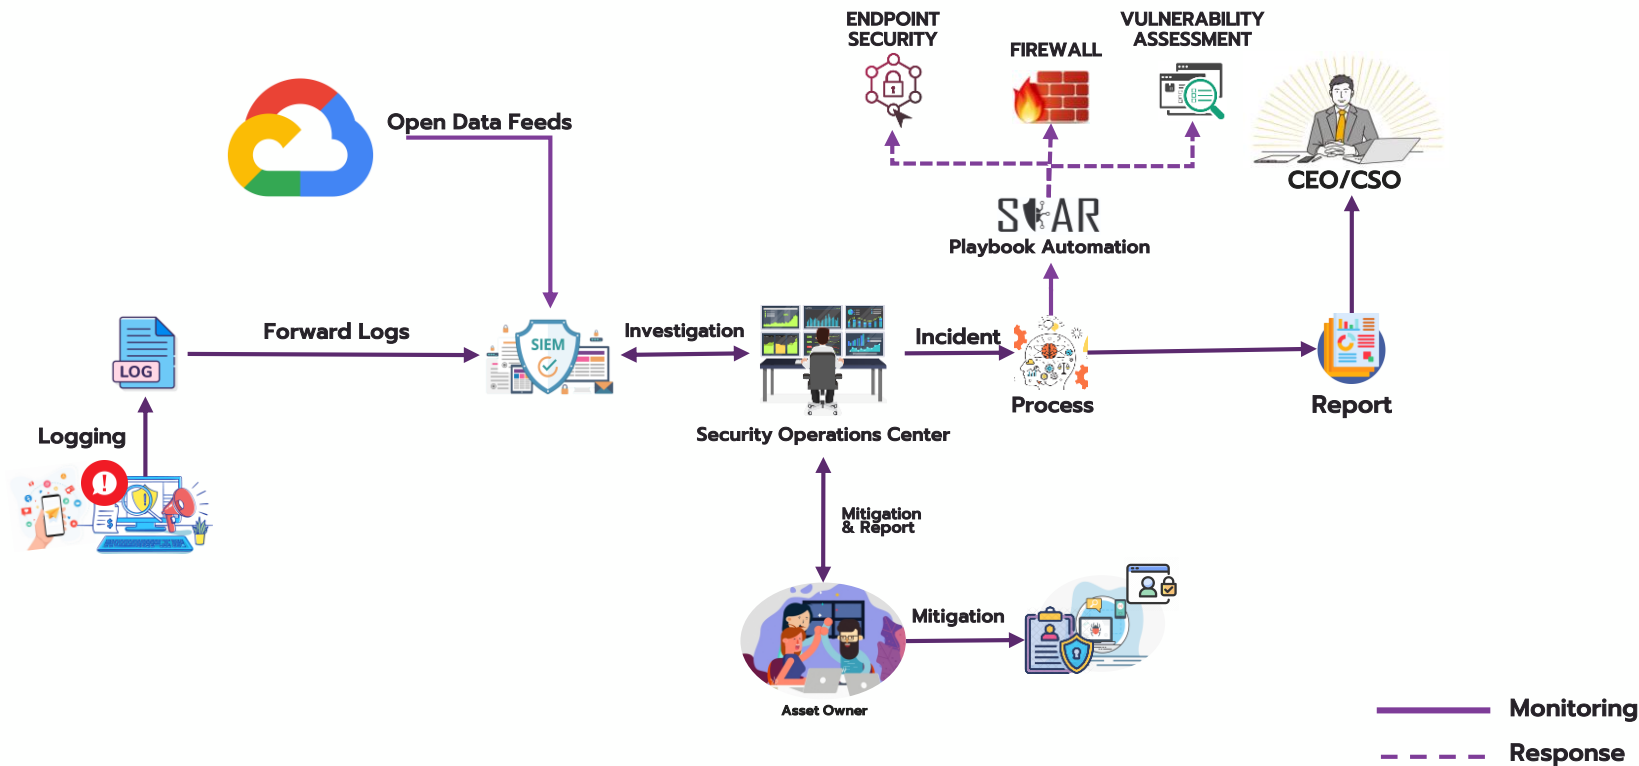 ENDPOINT
SECURITY
FIREWALL
VULNERABILITY
ASSESSMENT
Open Data Feeds
CEO/CSO
SOAR
Playbook Automation
Forward Logs
SIEM
Investigation
Incident
LOG
Process
Report
Logging
Security Operations Center
Mitigation
& Report
Mitigation
Asset Owner
Monitoring
Response